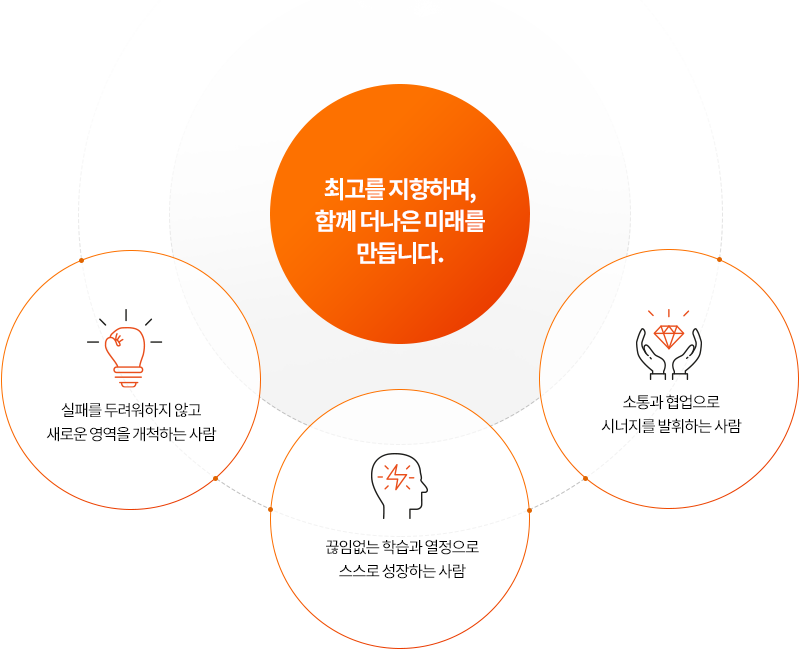 최고를 지향하며,
함께 더나은 미래를
만듭니다.
실패를 두려워하지 않고
새로운 영역을 개척하는 사람
끊임없는 학습과 열정으로
스스로 성장하는 사람
소통과 협업으로
시너지를 발휘하는 사람